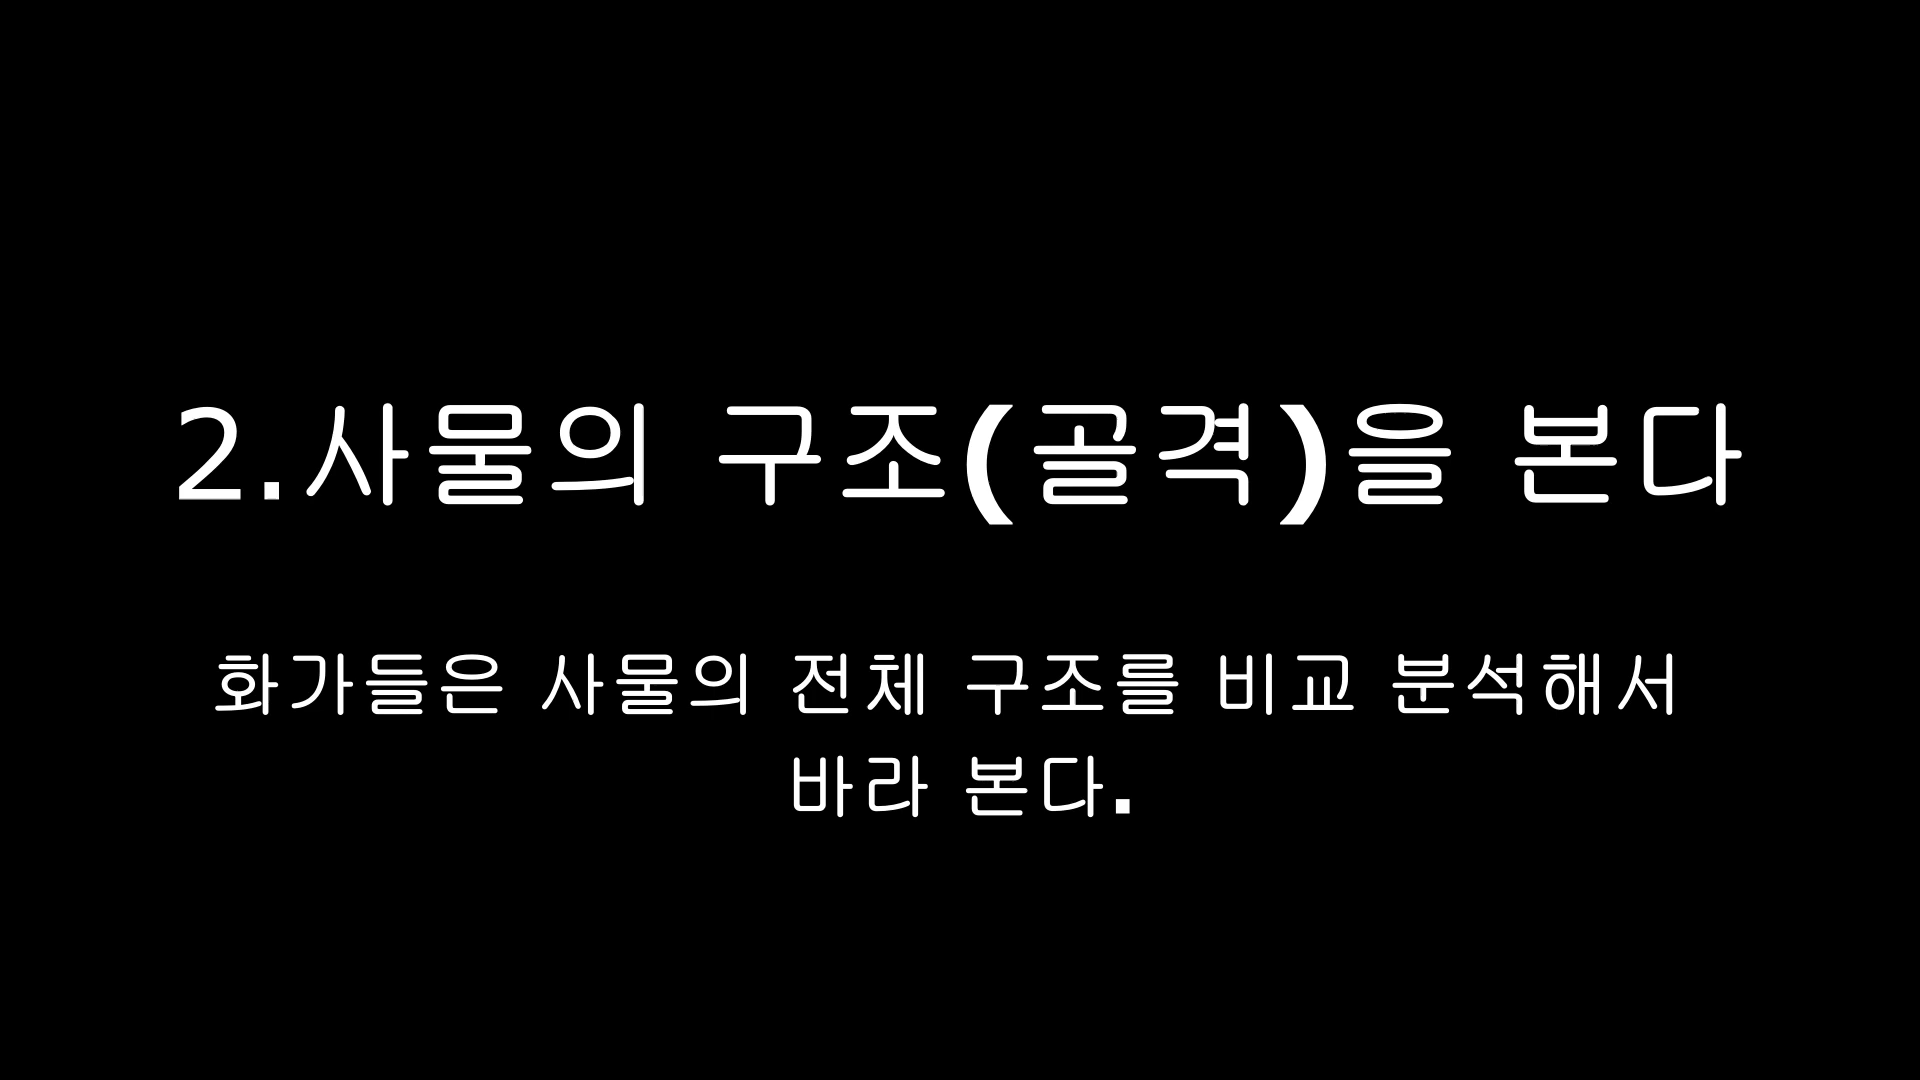 2.사물의 구조(골격)을 본다
화가들은 사물의 전체 구조를 비교 분석해서
바라 본다.